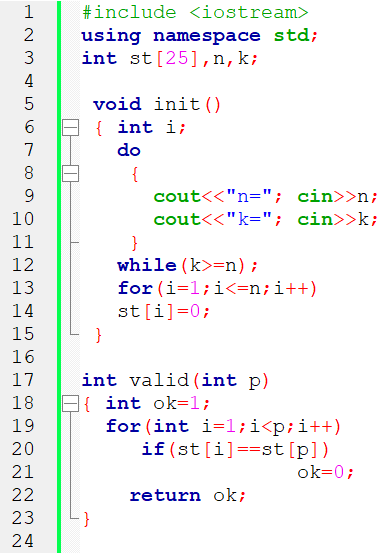 1 #include <iostream>
2 using namespace std;
3 int st[25],n,k;
4
5 void init()
6 { int i;
7 do
8 {
9 cout<<"n="; cin>>n;
10 cout<<"k="; cin>>k;
11 }
12 while(k>=n);
13 for(i=1;i<=n;i++)
14 st[i]=0;
15 }
16
17 int valid(int p)
18 { int ok=1;
19 for(int i=1;i<p;i++)
20 if(st[i]==st[p])
21 ok=0;
22 return ok;
23 }
24